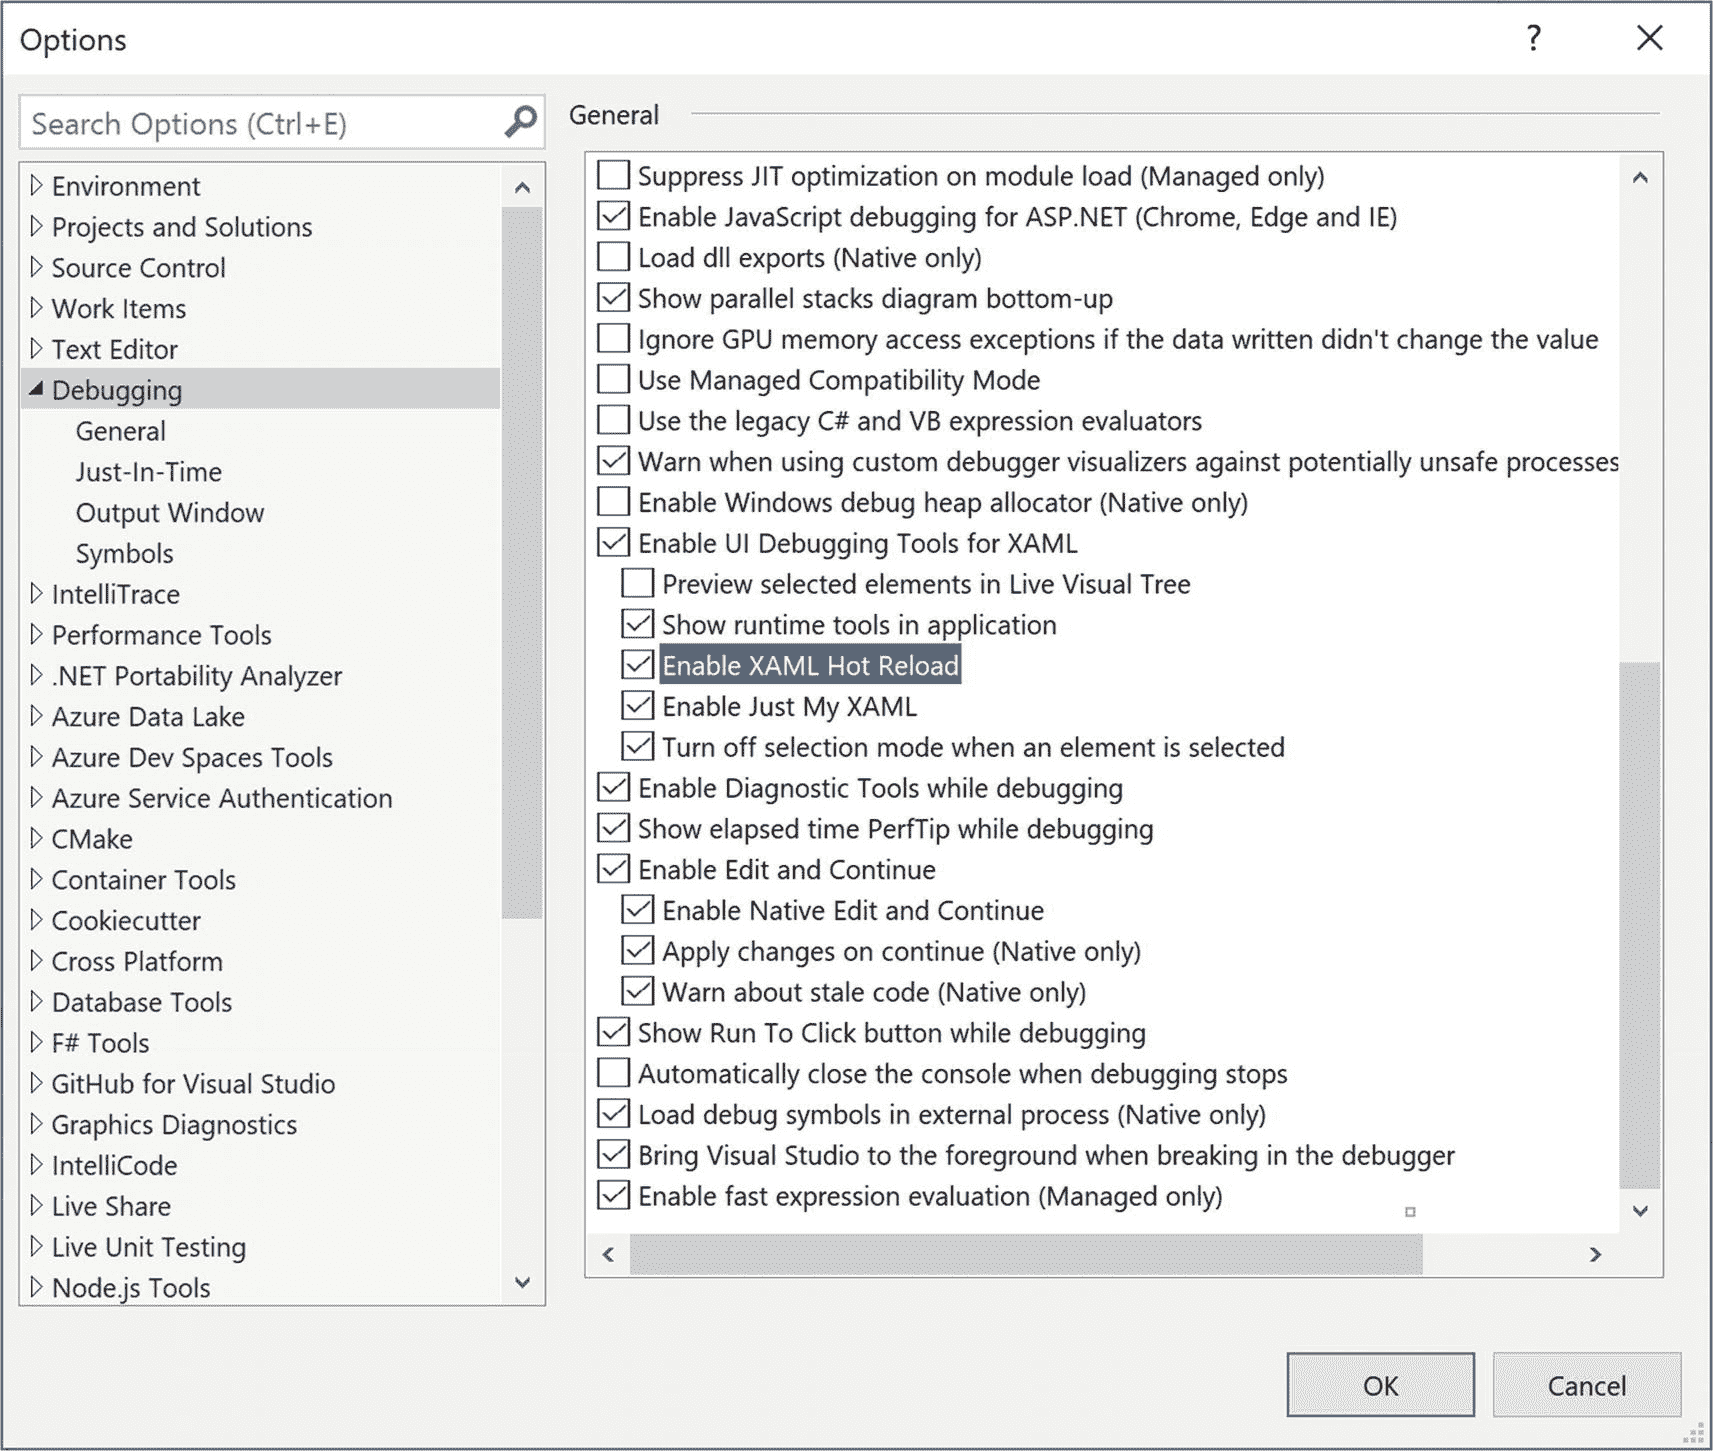 Options
?
Search Options (Ctrl+E)
Environment
Projects and Solutions
Source Control
Work Items
Text Editor
Debugging
General
Just-In-Time
Output Window
Symbols
IntelliTrace
Performance Tools
.NET Portability Analyzer
Azure Data Lake
Azure Dev Spaces Tools
Azure Service Authentication
CMake
Container Tools
Cookiecutter
Cross Platform
Database Tools
F# Tools
GitHub for Visual Studio
Graphics Diagnostics
IntelliCode
Live Share
Live Unit Testing
Node.js Tools
General
Suppress JIT optimization on module load (Managed only)
Enable JavaScript debugging for ASP.NET (Chrome, Edge and IE)
Load dll exports (Native only)
Show parallel stacks diagram bottom-up
Ignore GPU memory access exceptions if the data written didn't change the value
Use Managed Compatibility Mode
Use the legacy C# and VB expression evaluators
Warn when using custom debugger visualizers against potentially unsafe processes
Enable Windows debug heap allocator (Native only)
Enable UI Debugging Tools for XAML
Preview selected elements in Live Visual Tree
Show runtime tools in application
Enable XAML Hot Reload
Enable Just My XAML
Turn off selection mode when an element is selected
Enable Diagnostic Tools while debugging
Show elapsed time PerfTip while debugging
Enable Edit and Continue
Enable Native Edit and Continue
Apply changes on continue (Native only)
Warn about stale code (Native only)
Show Run To Click button while debugging
Automatically close the console when debugging stops
Load debug symbols in external process (Native only)
Bring Visual Studio to the foreground when breaking in the debugger
Enable fast expression evaluation (Managed only)
OK
Cancel